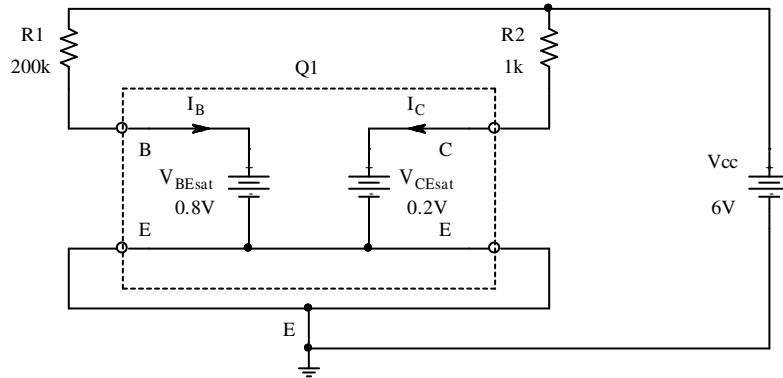 R1
200k
R2
1k
Q1
I_B
I_C
B
C
V_BEsat
0.8V
V_CEsat
0.2V
Vcc
6V
E
E
E